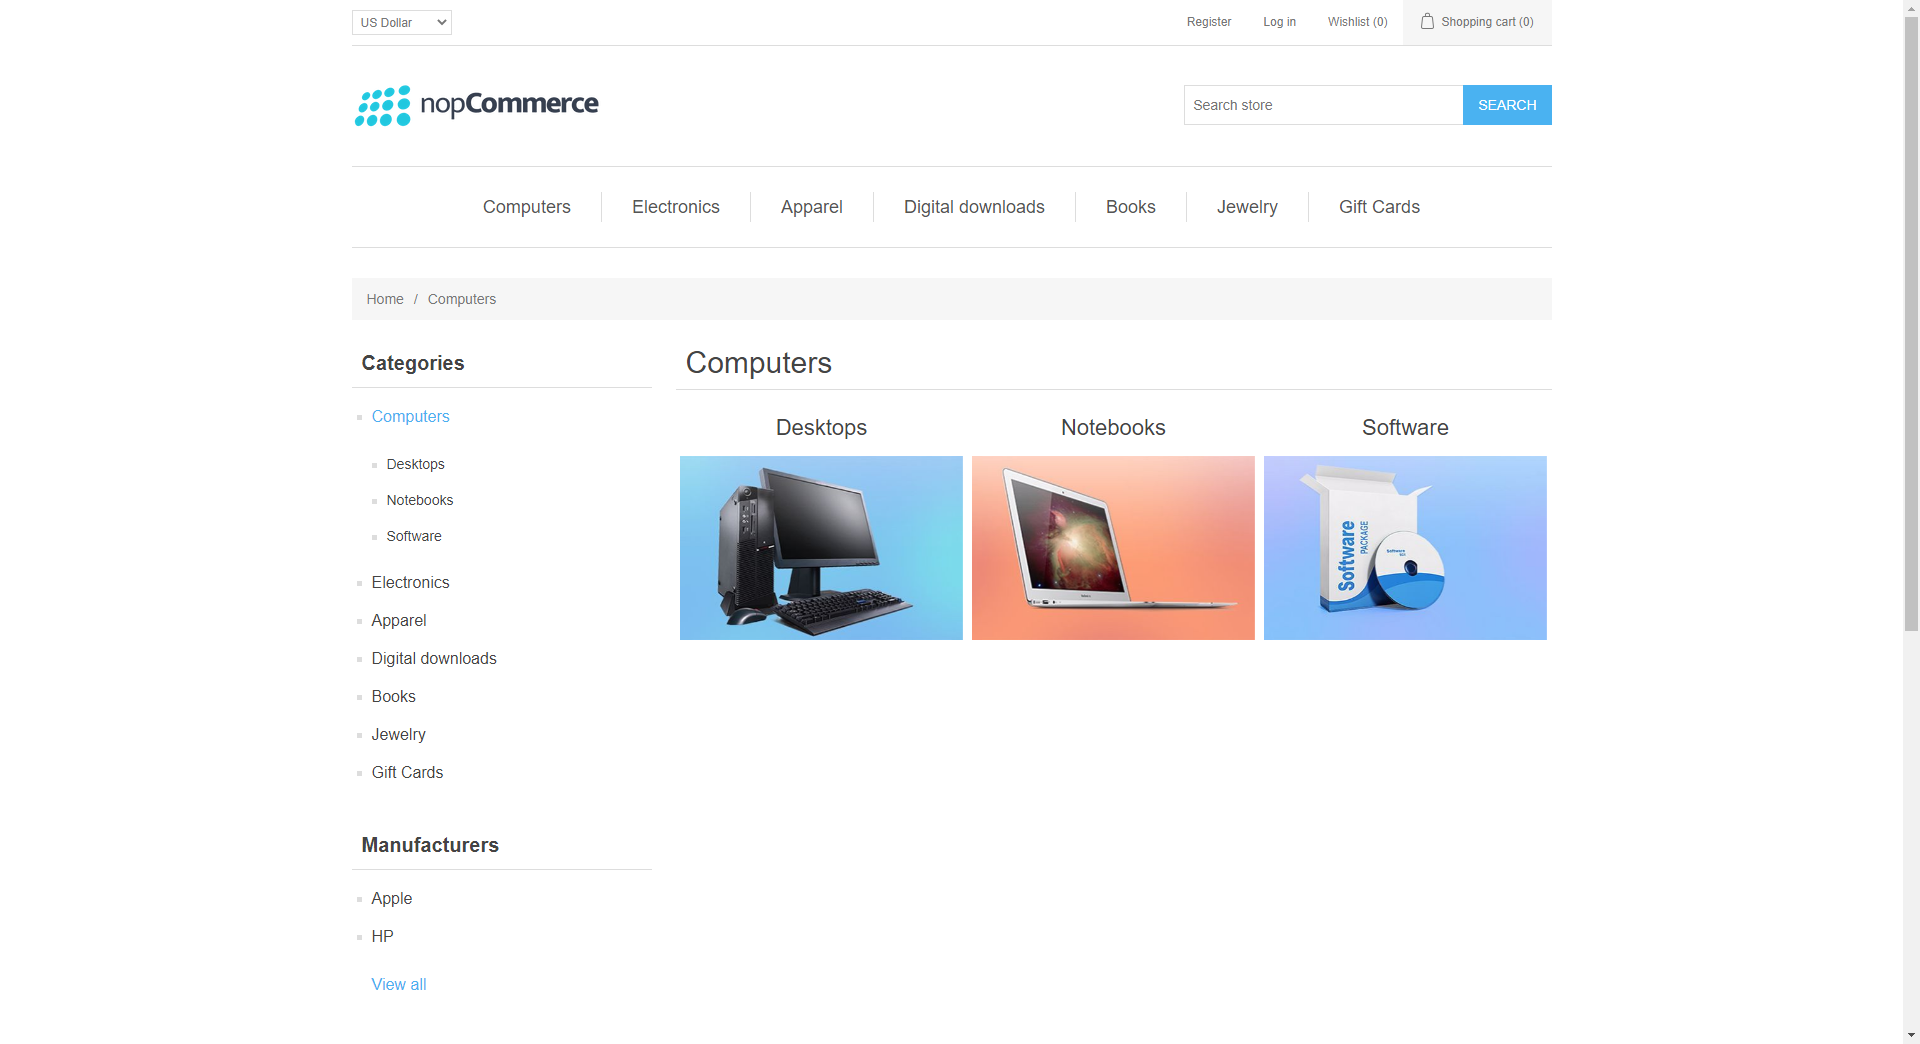 US Dollar
Register
Log in
Wishlist (0)
Shopping cart (0)
nopCommerce
Search store
SEARCH
Computers
Electronics
Apparel
Digital downloads
Books
Jewelry
Gift Cards
Home / Computers
Categories
Computers
Desktops
Notebooks
Software
Electronics
Apparel
Digital downloads
Books
Jewelry
Gift Cards
Manufacturers
Apple
HP
View all
Computers
Desktops
Notebooks
Software
Software
PACKAGE
Software